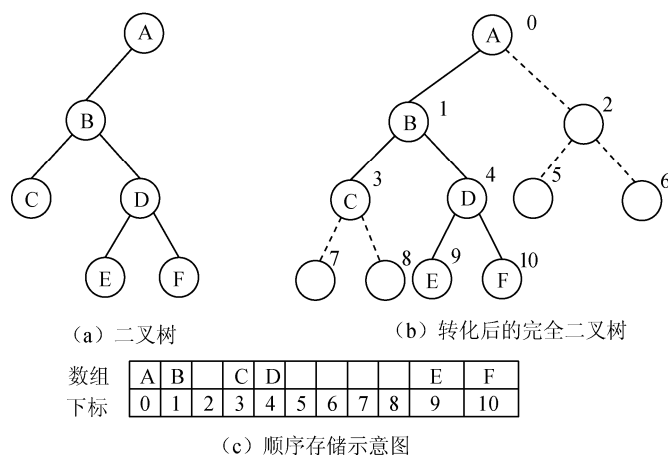 A
B
C D
E F
(a) 二叉树
A 0
B 1 2
C 3 D 4 5 6
7 8 E 9 F 10
(b) 转化后的完全二叉树
数组 A B C D E F
下标 0 1 2 3 4 5 6 7 8 9 10
(c) 顺序存储示意图